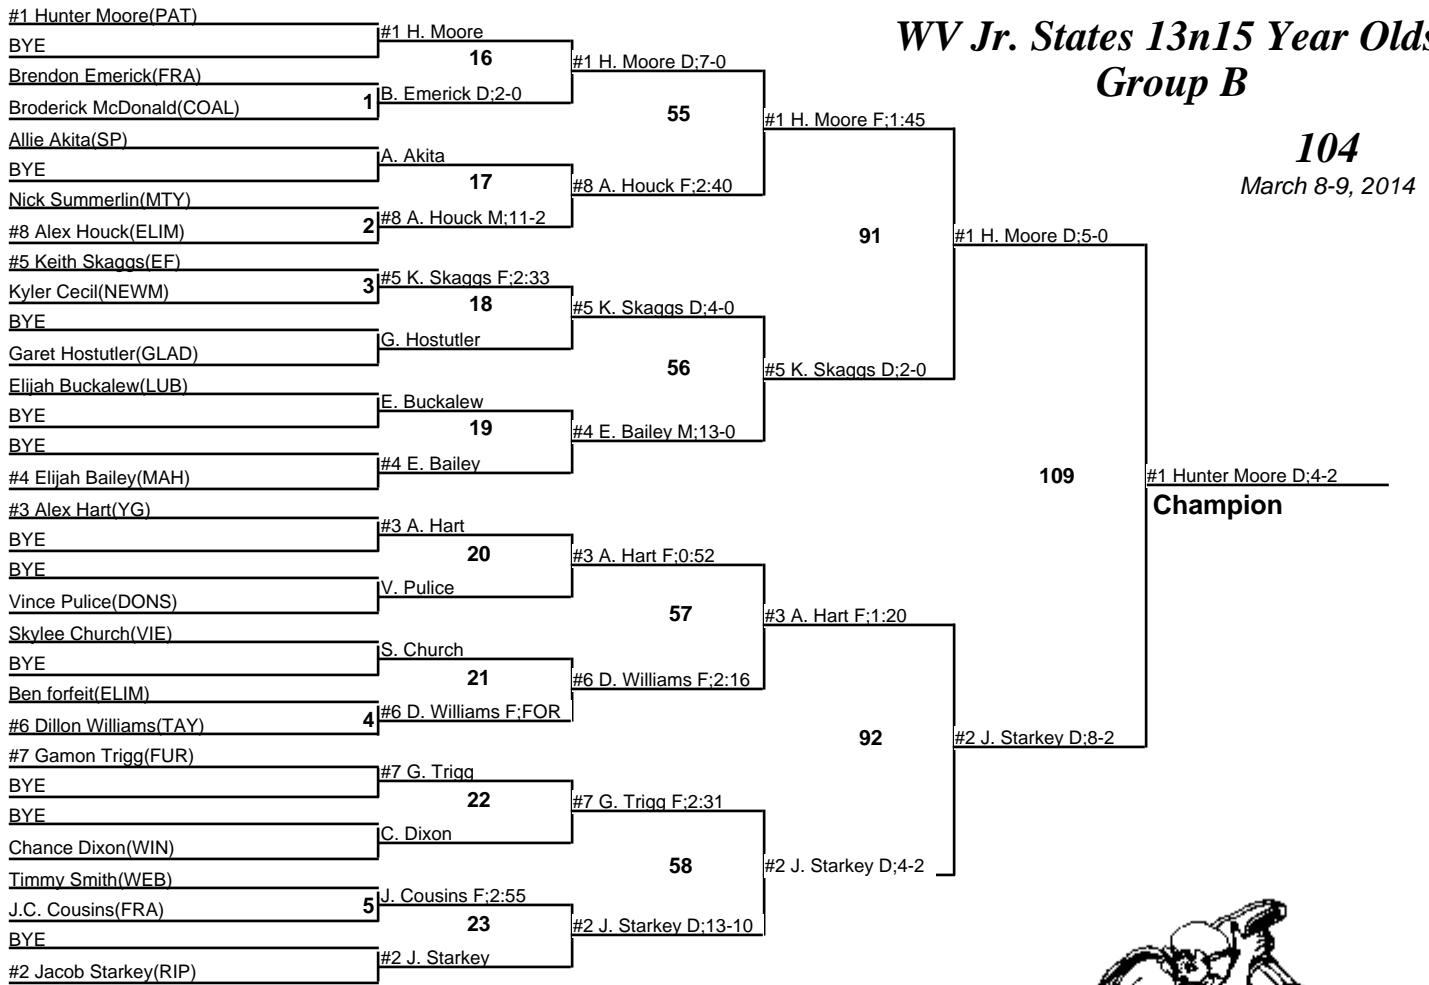 #1 Hunter Moore(PAT)
BYE
Brendon Emerick(FRA)
Broderick McDonald(COAL)
Allie Akita(SP)
BYE
Nick Summerlin(MTY)
#8 Alex Houck(ELIM)
#5 Keith Skaggs(EF)
Kyler Cecil(NEWM)
BYE
Garet Hostutler(GLAD)
Elijah Buckalew(LUB)
BYE
BYE
#4 Elijah Bailey(MAH)
#3 Alex Hart(YG)
BYE
BYE
Vince Pulice(DONS)
Skylee Church(VIE)
BYE
Ben forfeit(ELIM)
#6 Dillon Williams(TAY)
#7 Gamon Trigg(FUR)
BYE
BYE
Chance Dixon(WIN)
Timmy Smith(WEB)
J.C. Cousins(FRA)
BYE
#2 Jacob Starkey(RIP)
1
2
3
4
5
#1 H. Moore
16
B. Emerick D;2-0
A. Akita
17
#8 A. Houck M;11-2
#5 K. Skaggs F;2:33
18
G. Hostutler
E. Buckalew
19
#4 E. Bailey
#3 A. Hart
20
V. Pulice
S. Church
21
#6 D. Williams F;FOR
#7 G. Trigg
22
C. Dixon
J. Cousins F;2:55
23
#2 J. Starkey
#1 H. Moore D;7-0
55
#8 A. Houck F;2:40
#5 K. Skaggs D;4-0
56
#4 E. Bailey M;13-0
#3 A. Hart F;0:52
57
#6 D. Williams F;2:16
#7 G. Trigg F;2:31
58
#2 J. Starkey D;13-10
#1 H. Moore F;1:45
91
#5 K. Skaggs D;2-0
#3 A. Hart F;1:20
92
#2 J. Starkey D;4-2
#1 H. Moore D;5-0
109
#2 J. Starkey D;8-2
#1 Hunter Moore D;4-2
Champion
WV Jr. States 13n15 Year Olds
Group B
104
March 8-9, 2014